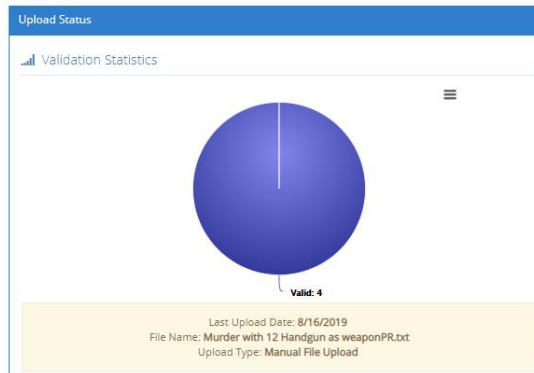 Upload Status
Validation Statistics
Valid: 4
Last Upload Date: 8/16/2019
File Name: Murder with 12 Handgun as weaponPR.txt
Upload Type: Manual File Upload